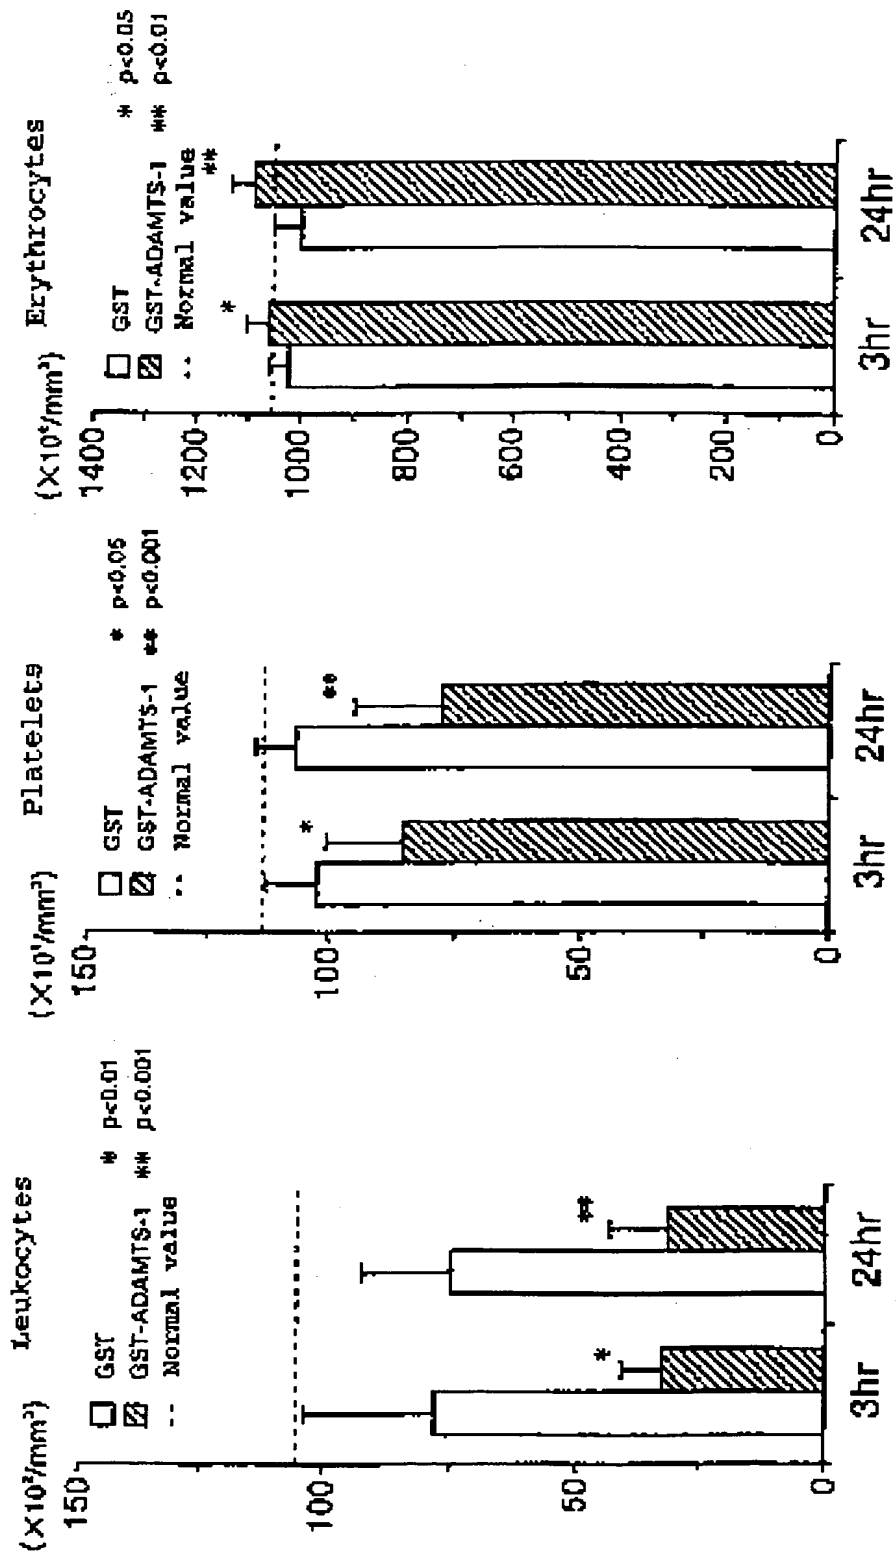 Leukocytes
(X10²/mm³)
GST
* p<0.01
GST-ADAMTS-1
** p<0.001
-- Normal value
150
100
50
0
*
**
3hr
24hr
Platelets
(X10⁴/mm³)
GST
* p<0.05
GST-ADAMTS-1
** p<0.001
-- Normal value
150
100
50
0
*
**
3hr
24hr
Erythrocytes
(X10⁴/mm³)
GST
* p<0.05
GST-ADAMTS-1
** p<0.01
-- Normal value
1400
1200
1000
800
600
400
200
0
*
**
3hr
24hr